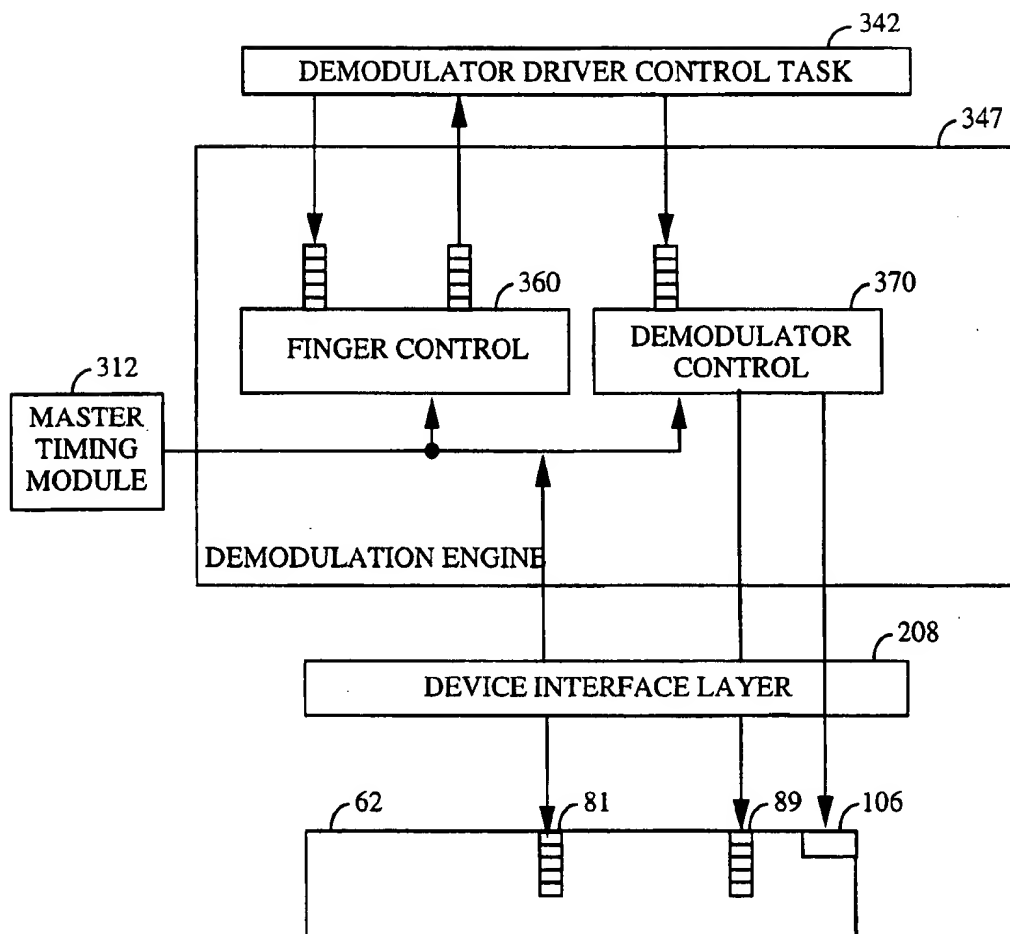 342
DEMODULATOR DRIVER CONTROL TASK
347
360
FINGER CONTROL
370
DEMODULATOR
CONTROL
312
MASTER
TIMING
MODULE
DEMODULATION ENGINE
208
DEVICE INTERFACE LAYER
62
81
89
106